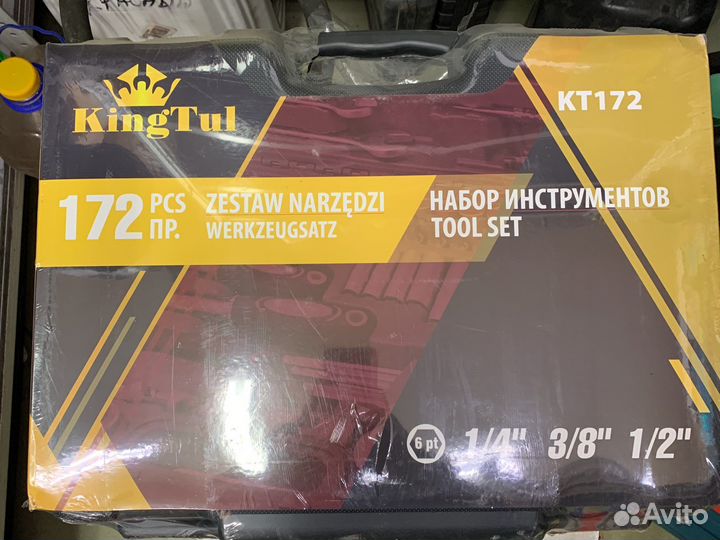 KingTul
KT172
172 PCS
ПР.
ZESTAW NARZĘDZI
WERKZEUGSATZ
НАБОР ИНСТРУМЕНТОВ
TOOL SET
6 pt 1/4" 3/8" 1/2"
Avito